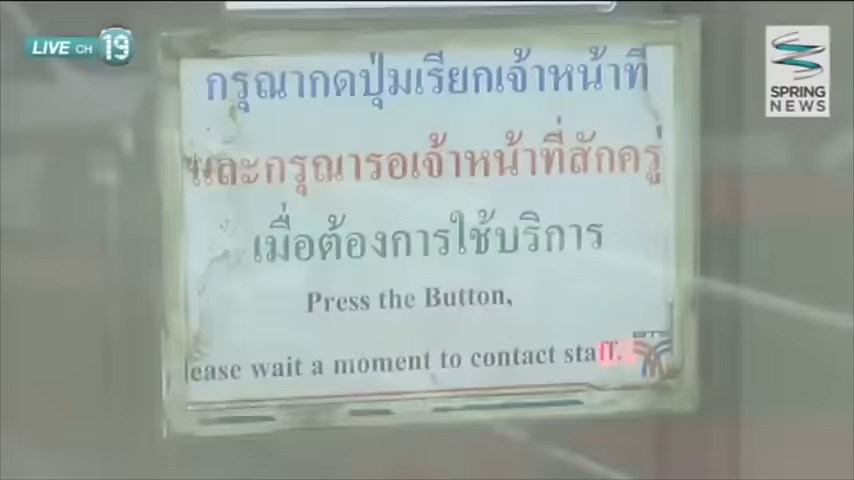 LIVE CH 19
SPRING
NEWS
กรุณากดปุ่มเรียกเจ้าหน้าที่
และกรุณารอเจ้าหน้าที่สักครู่
เมื่อต้องการใช้บริการ
Press the Button,
lease wait a moment to contact staff.
BTS